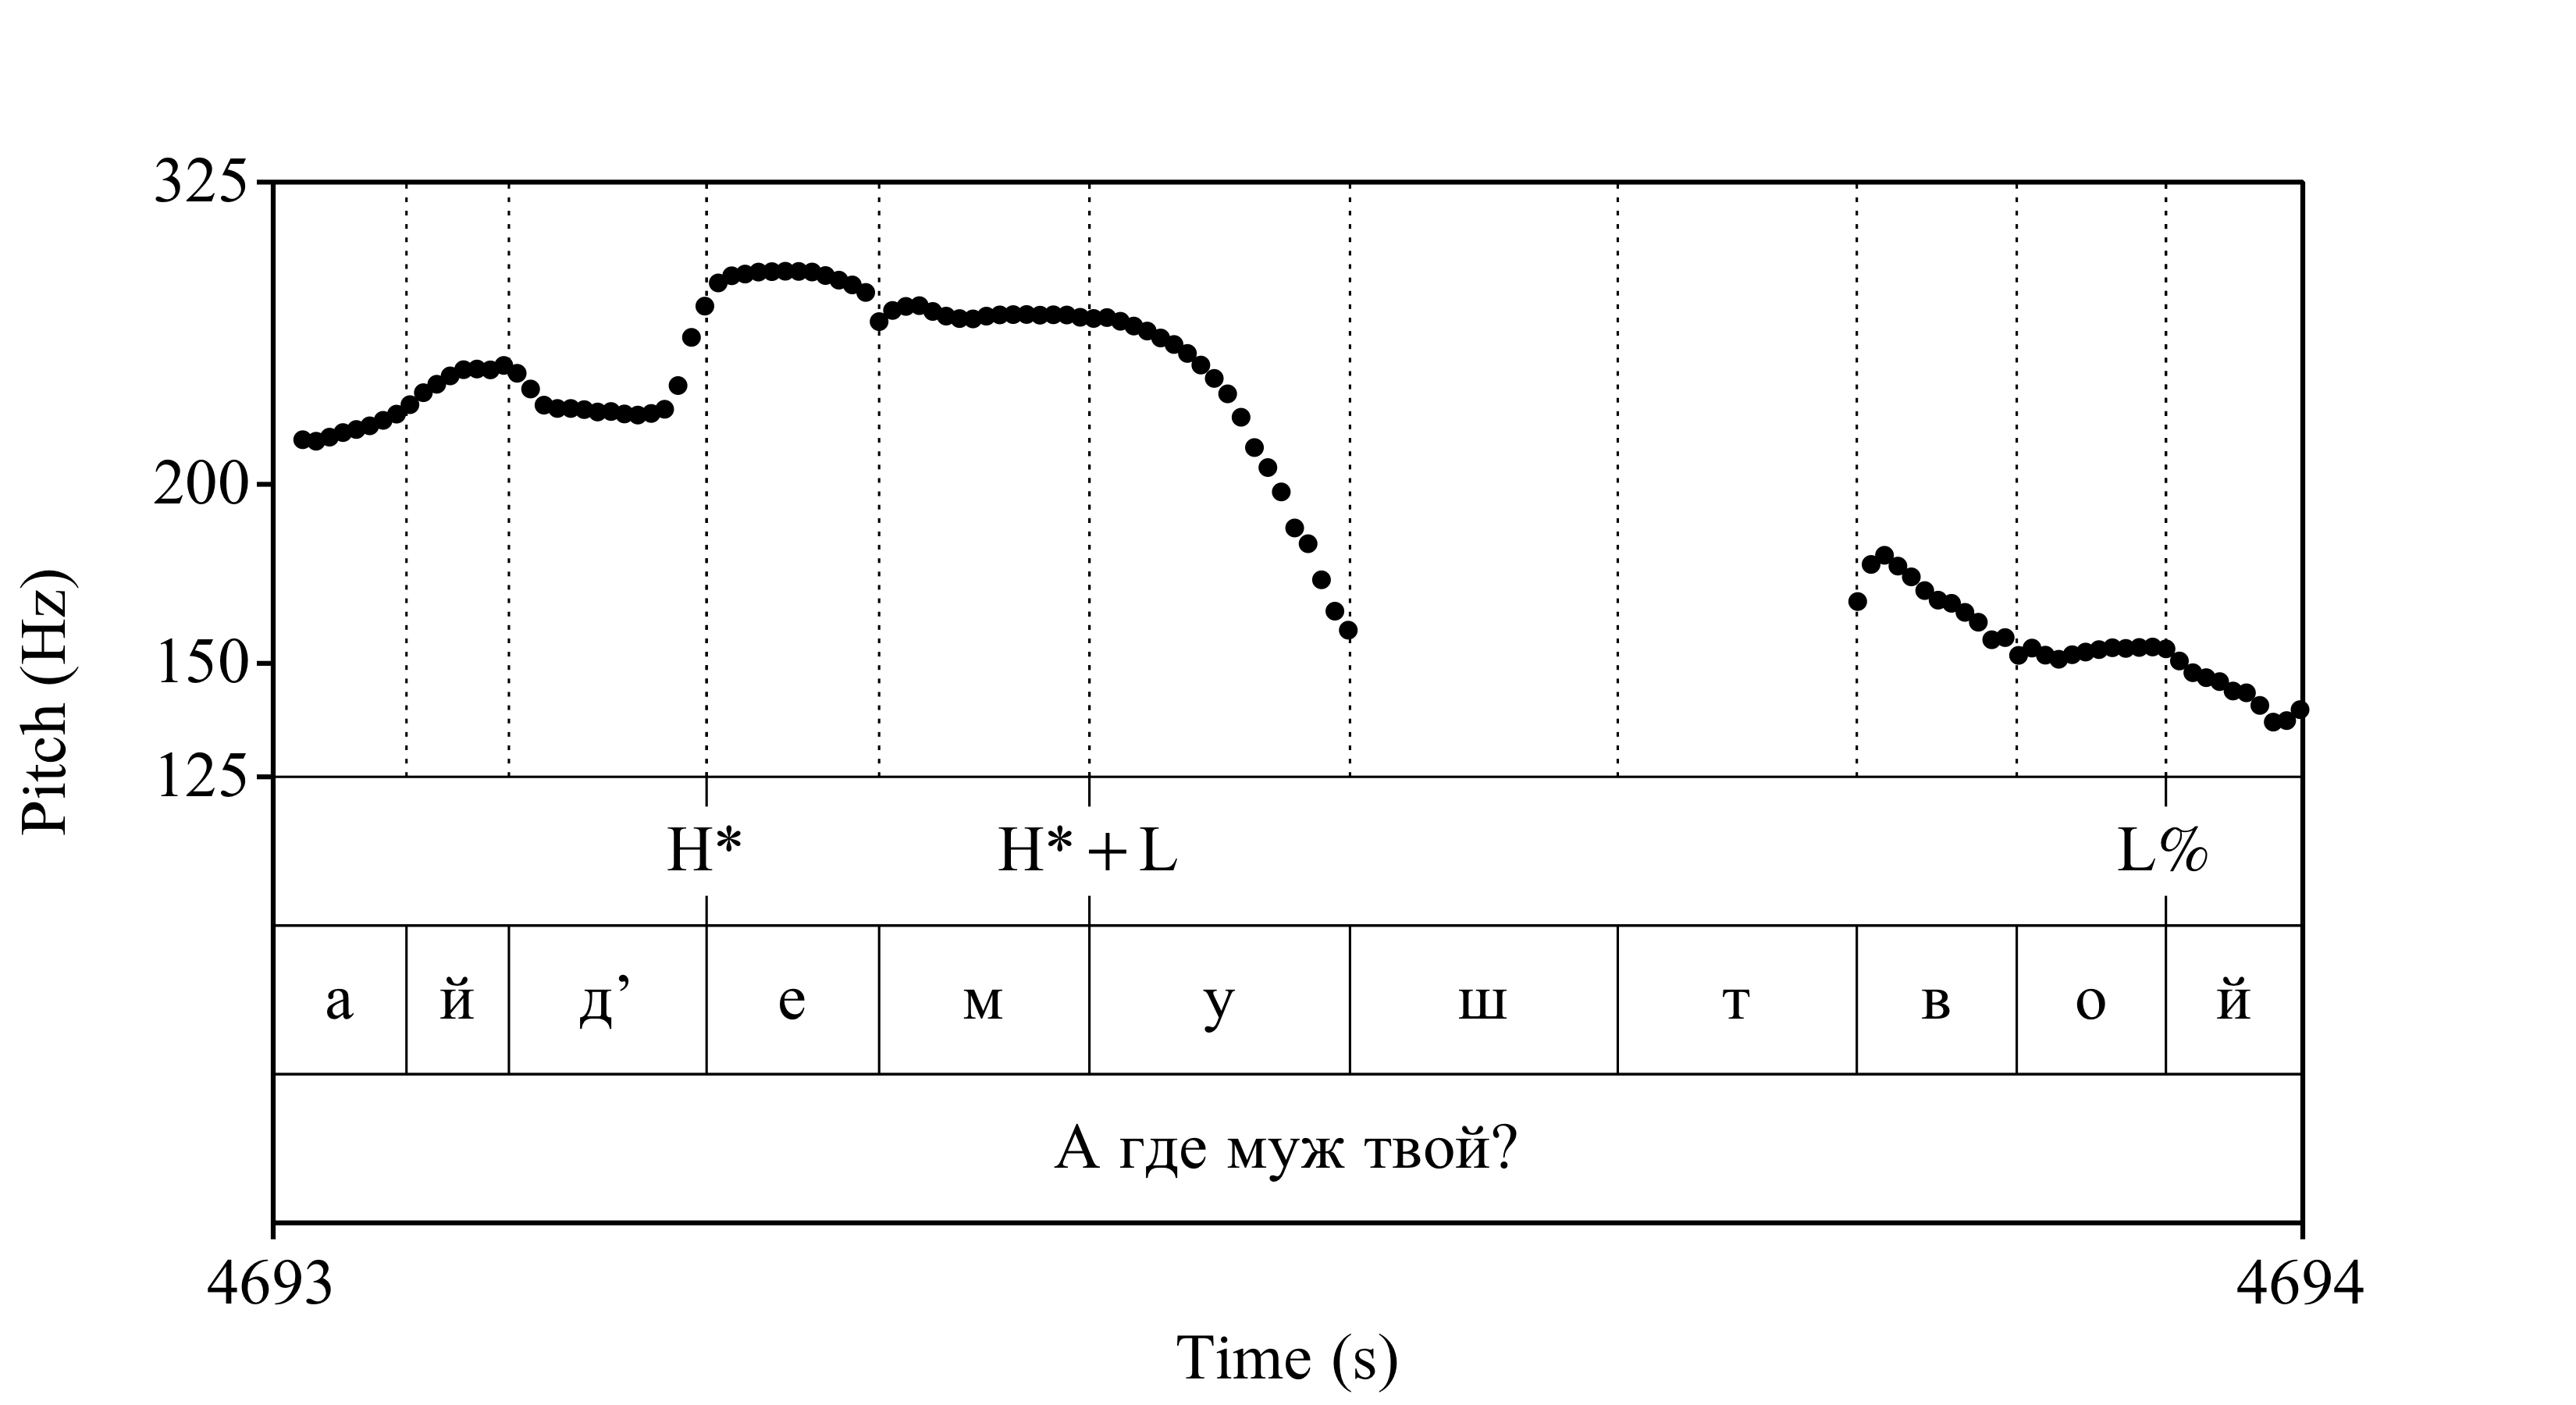 325
200
150
125
Pitch (Hz)
H* H*+L L%
а й д’ е м у ш т в о й
А где муж твой?
4693 4694
Time (s)